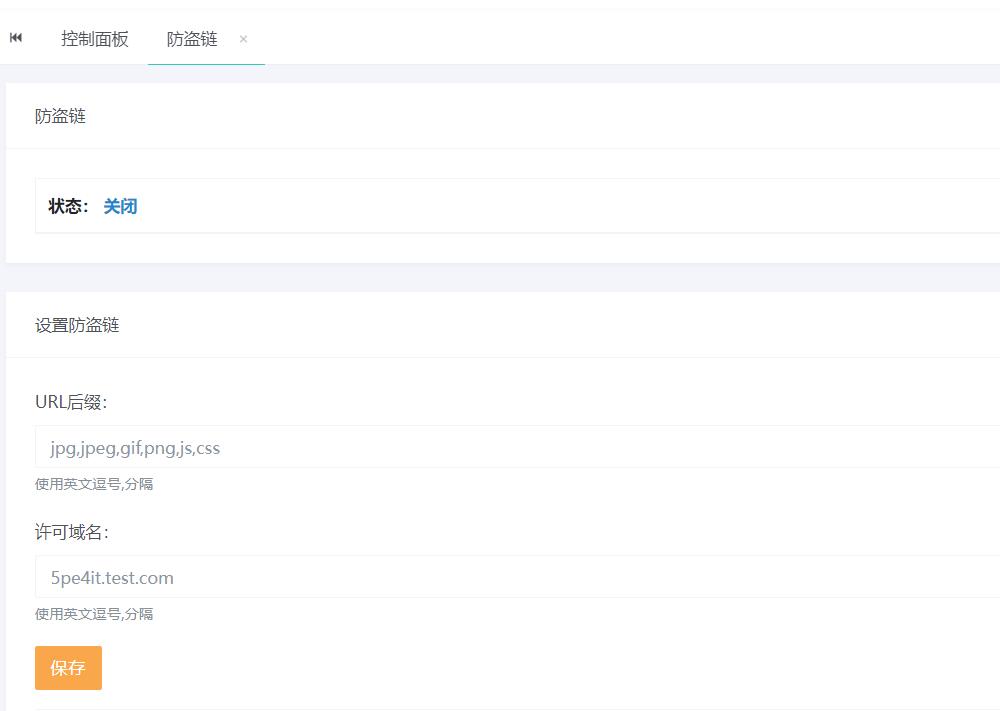 控制面板 防盗链 ×
防盗链
状态： 关闭
设置防盗链
URL后缀:
jpg,jpeg,gif,png,js,css
使用英文逗号,分隔
许可域名:
5pe4it.test.com
使用英文逗号,分隔
保存